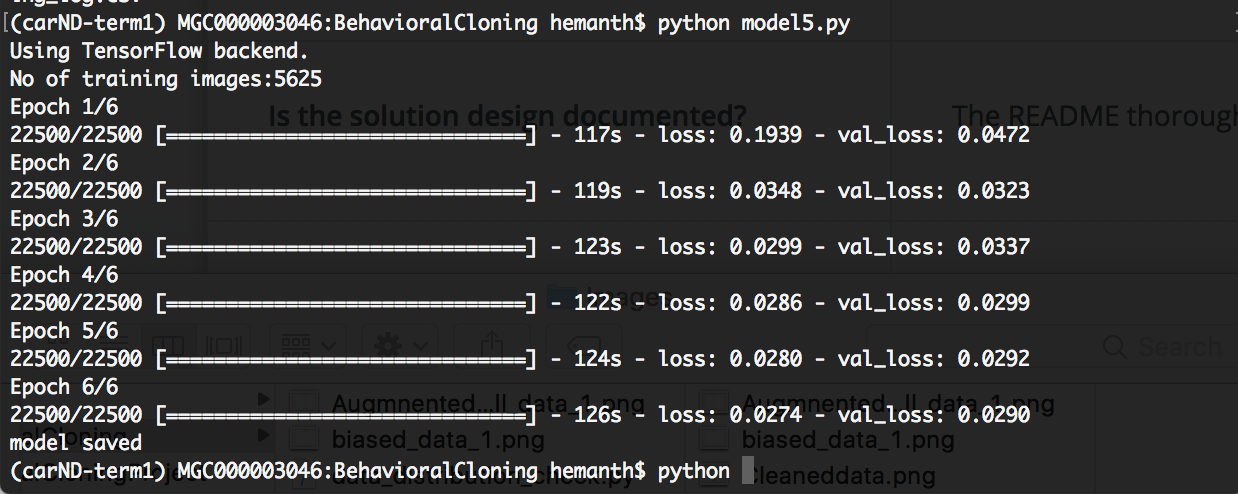 (carND-term1) MGC000003046:BehavioralCloning hemanth$ python model5.py
Using TensorFlow backend.
No of training images:5625
Epoch 1/6
Is the solution design documented?
The README thoroug
22500/22500 [==============================] - 117s - loss: 0.1939 - val_loss: 0.0472
Epoch 2/6
22500/22500 [==============================] - 119s - loss: 0.0348 - val_loss: 0.0323
Epoch 3/6
22500/22500 [==============================] - 123s - loss: 0.0299 - val_loss: 0.0337
Epoch 4/6
22500/22500 [==============================] - 122s - loss: 0.0286 - val_loss: 0.0299
Epoch 5/6
Search
22500/22500 [==============================] - 124s - loss: 0.0280 - val_loss: 0.0292
Epoch 6/6
Augmnented...ll_data_1.png
Augmnented..._ll_data_1.png
22500/22500 [==============================] - 126s - loss: 0.0274 - val_loss: 0.0290
model saved
biased_data_1.png
biased_data_1.png
(carND-term1) MGC000003046:BehavioralCloning hemanth$ python
data_distribution_check.py
Cleaneddata.png